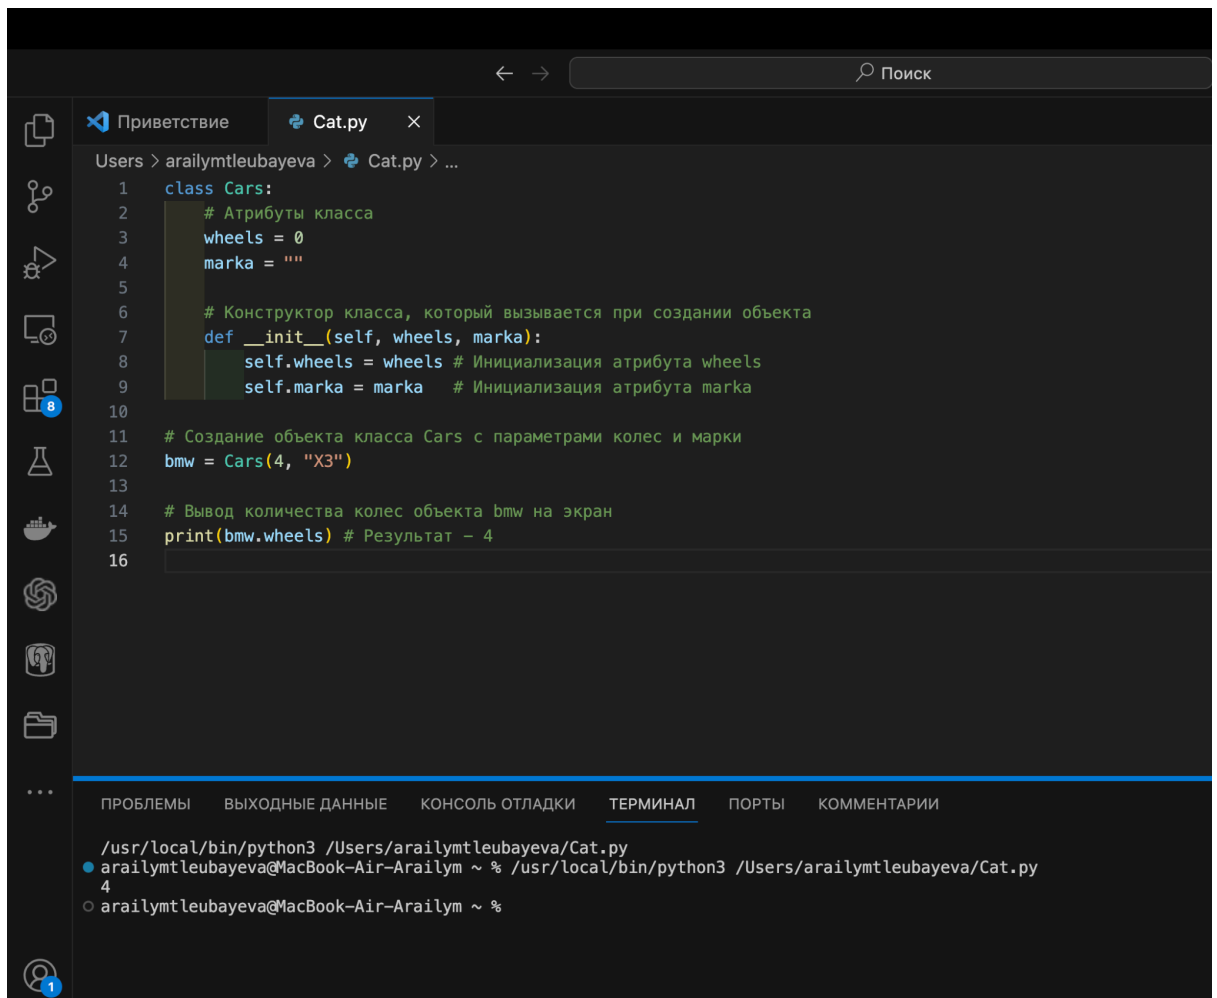 Поиск
Приветствие
Cat.py
Users > arailymtleubayeva > Cat.py > ...
1 class Cars:
2 # Атрибуты класса
3 wheels = 0
4 marka = ""
5
6 # Конструктор класса, который вызывается при создании объекта
7 def __init__(self, wheels, marka):
8 self.wheels = wheels # Инициализация атрибута wheels
9 self.marka = marka # Инициализация атрибута marka
10
11 # Создание объекта класса Cars с параметрами колес и марки
12 bmw = Cars(4, "X3")
13
14 # Вывод количества колес объекта bmw на экран
15 print(bmw.wheels) # Результат – 4
16
8
ПРОБЛЕМЫ ВЫХОДНЫЕ ДАННЫЕ КОНСОЛЬ ОТЛАДКИ ТЕРМИНАЛ ПОРТЫ КОММЕНТАРИИ
/usr/local/bin/python3 /Users/arailymtleubayeva/Cat.py
arailymtleubayeva@MacBook-Air-Arailym ~ % /usr/local/bin/python3 /Users/arailymtleubayeva/Cat.py
4
arailymtleubayeva@MacBook-Air-Arailym ~ %
1